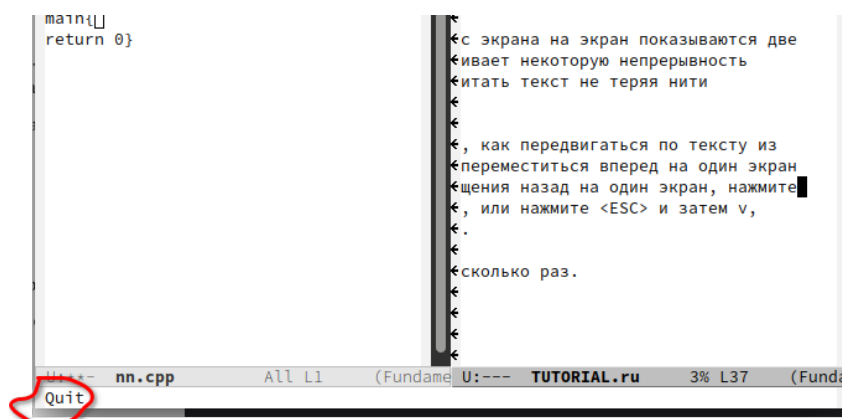 main{
return 0}
с экрана на экран показываются две
ивает некоторую непрерывность
итать текст не теряя нити
, как передвигаться по тексту из
переместиться вперед на один экран
щения назад на один экран, нажмите
, или нажмите <ESC> и затем v,
.
сколько раз.
U:**- nn.cpp All L1 (Fundame
U:--- TUTORIAL.ru 3% L37 (Funda
Quit